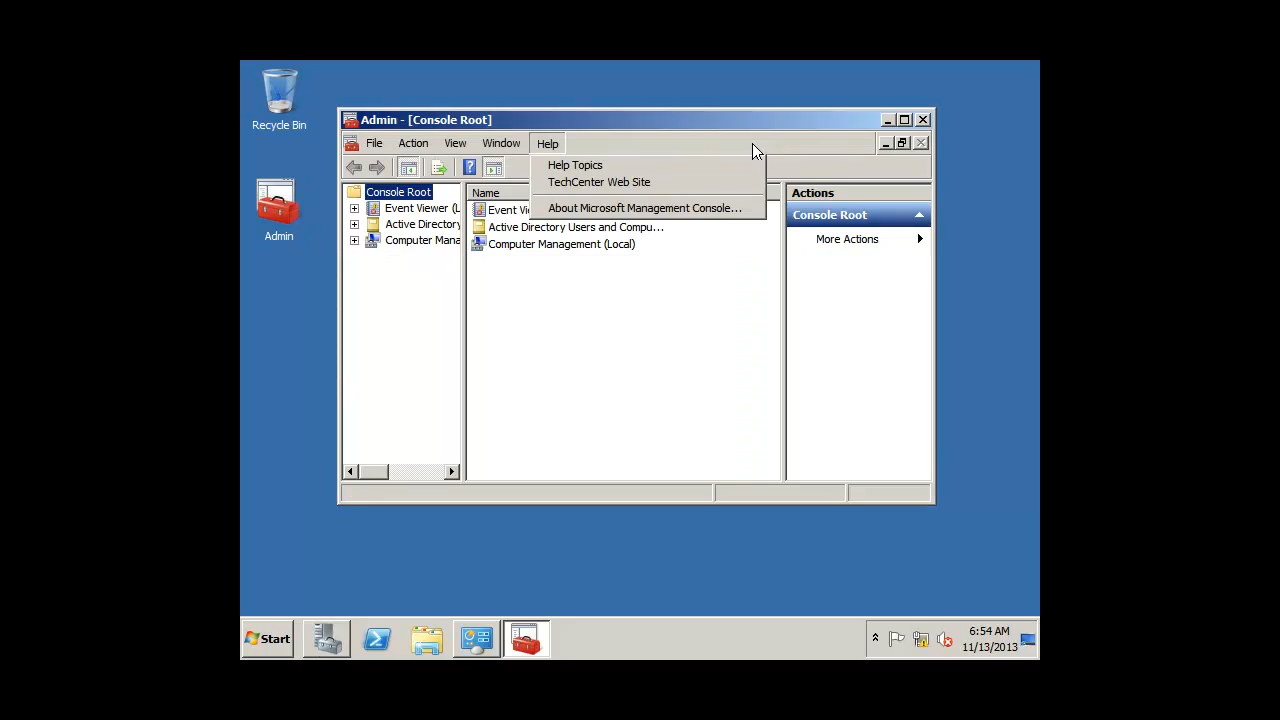 Recycle Bin
Admin
Admin - [Console Root]
File Action View Window Help
Help Topics
TechCenter Web Site
About Microsoft Management Console...
Console Root
Event Viewer (L
Active Directory
Computer Mana
Name
Event Vi
Active Directory Users and Compu...
Computer Management (Local)
Actions
Console Root
More Actions
Start
6:54 AM
11/13/2013